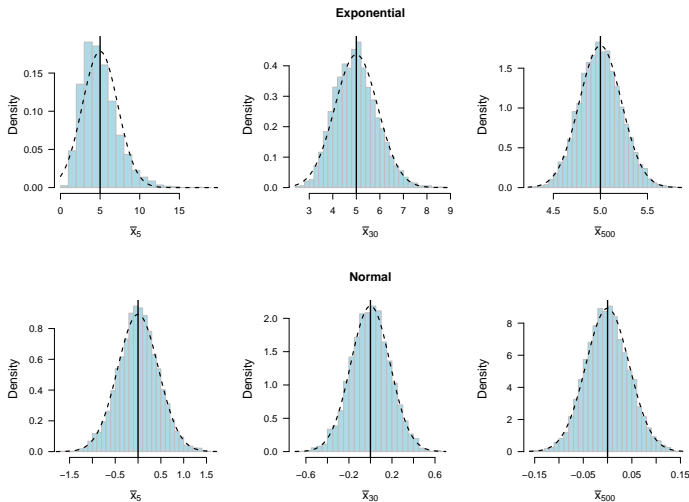 Exponential
Density
0.00 0.05 0.10 0.15
0 5 10 15
x̅5
Density
0.0 0.1 0.2 0.3 0.4
3 4 5 6 7 8 9
x̅30
Density
0.0 0.5 1.0 1.5
4.5 5.0 5.5
x̅500
Normal
Density
0.0 0.2 0.4 0.6 0.8
−1.5 −0.5 0.5 1.0 1.5
x̅5
Density
0.0 0.5 1.0 1.5 2.0
−0.6 −0.2 0.2 0.6
x̅30
Density
0 2 4 6 8
−0.15 −0.05 0.05 0.15
x̅500